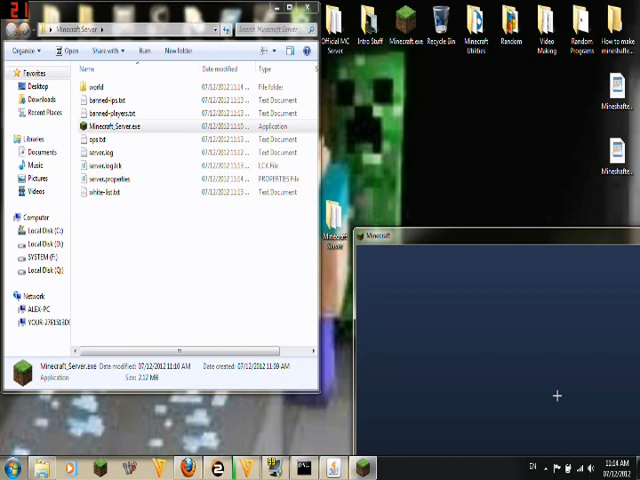 21
Minecraft Server
Search Minecraft Server
Organize
Open
Share with
Burn
New folder
Name
Date modified
Type
S
Favorites
Desktop
Downloads
Recent Places
Libraries
Documents
Music
Pictures
Videos
Computer
Local Disk (C:)
SYSTEM (F:)
Local Disk (Q:)
Network
ALEX-PC
world
File folder
banned-ips.txt
Text Document
banned-players.txt
Text Document
Minecraft_Server.exe
Application
ops.txt
Text Document
server.log
Text Document
server.log.lck
LCK File
server.properties
PROPERTIES File
white-list.txt
Text Document
Minecraft_Server.exe Date modified: 07/12/2012 11:10 AM Date created: 07/12/2012 11:09 AM
Application Size: 2.12 MB
Official MC Server
Intro Stuff
Minecraft.exe
Recycle Bin
Minecraft Utilities
Random
Video Making
Random Programs
How to make mineshafte...
Mineshafte...
Mineshafte...
Minecraft Server
Minecraft
99
EN
11:14 AM
07/12/2012